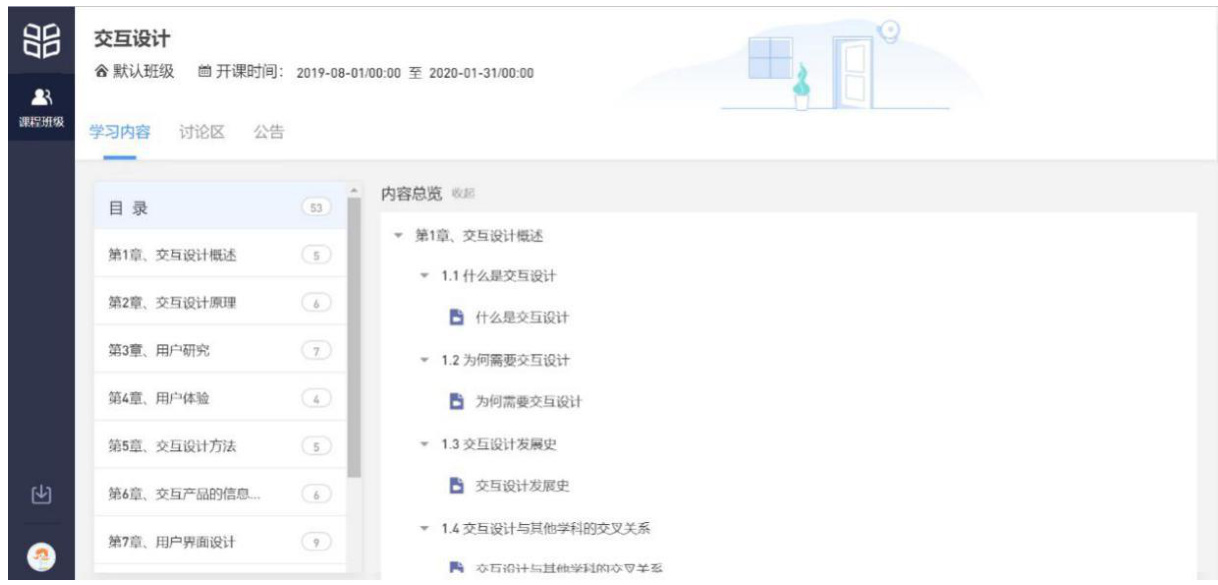 交互设计
默认班级 开课时间： 2019-08-01/00:00 至 2020-01-31/00:00
课程班级
学习内容 讨论区 公告
目 录 53
第1章、交互设计概述 5
第2章、交互设计原理 6
第3章、用户研究 7
第4章、用户体验 4
第5章、交互设计方法 5
第6章、交互产品的信息... 6
第7章、用户界面设计 9
内容总览 收起
第1章、交互设计概述
1.1 什么是交互设计
什么是交互设计
1.2 为何需要交互设计
为何需要交互设计
1.3 交互设计发展史
交互设计发展史
1.4 交互设计与其他学科的交叉关系
交互设计与其他学科的交叉关系